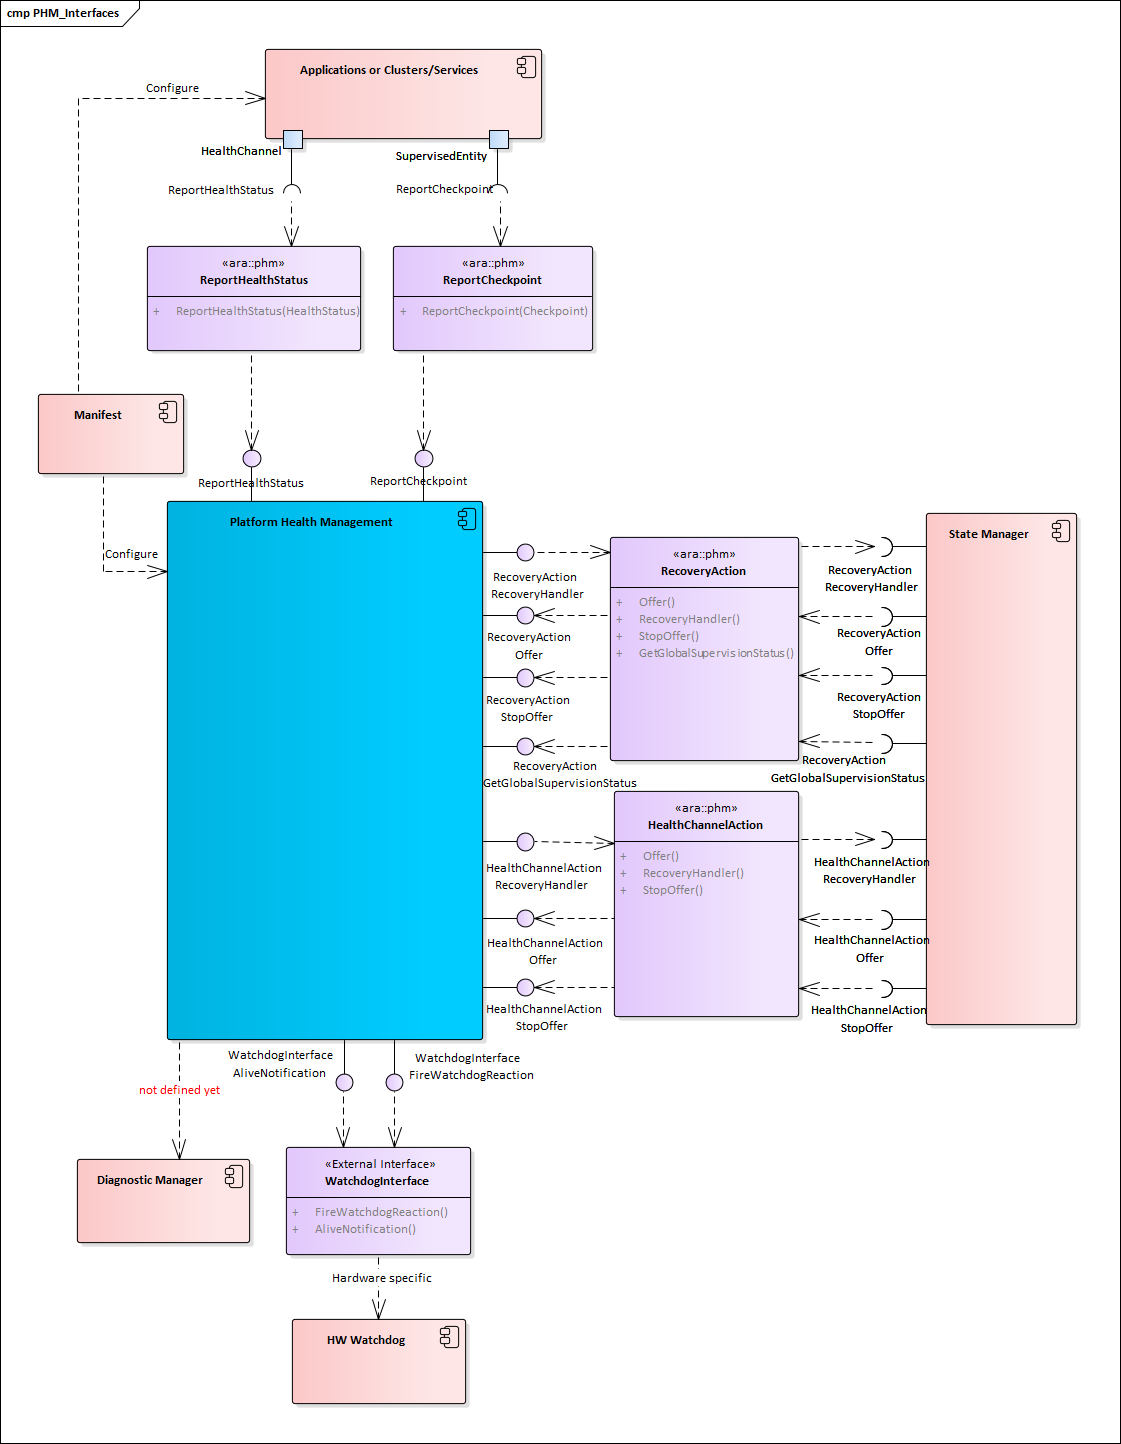 cmp PHM_Interfaces
Applications or Clusters/Services
Configure
HealthChannel
SupervisedEntity
ReportHealthStatus
ReportCheckpoint
«ara::phm»
ReportHealthStatus
+ ReportHealthStatus(HealthStatus)
«ara::phm»
ReportCheckpoint
+ ReportCheckpoint(Checkpoint)
Manifest
ReportHealthStatus
ReportCheckpoint
Configure
Platform Health Management
RecoveryAction
RecoveryHandler
RecoveryAction
Offer
RecoveryAction
StopOffer
RecoveryAction
GetGlobalSupervisionStatus
HealthChannelAction
RecoveryHandler
HealthChannelAction
Offer
HealthChannelAction
StopOffer
«ara::phm»
RecoveryAction
+ Offer()
+ RecoveryHandler()
+ StopOffer()
+ GetGlobalSupervisionStatus()
«ara::phm»
HealthChannelAction
+ Offer()
+ RecoveryHandler()
+ StopOffer()
State Manager
RecoveryAction
RecoveryHandler
RecoveryAction
Offer
RecoveryAction
StopOffer
RecoveryAction
GetGlobalSupervisionStatus
HealthChannelAction
RecoveryHandler
HealthChannelAction
Offer
HealthChannelAction
StopOffer
WatchdogInterface
AliveNotification
WatchdogInterface
FireWatchdogReaction
not defined yet
Diagnostic Manager
«External Interface»
WatchdogInterface
+ FireWatchdogReaction()
+ AliveNotification()
Hardware specific
HW Watchdog